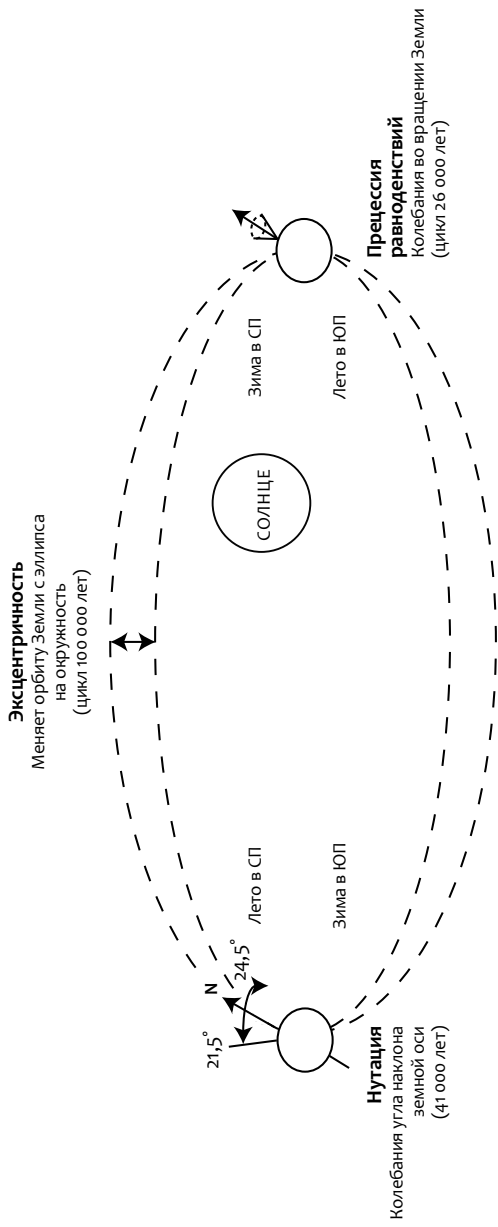 Эксцентричность
Меняет орбиту Земли с эллипса
на окружность
(цикл 100 000 лет)
21,5°
N
24,5°
Лето в СП
Зима в ЮП
СОЛНЦЕ
Зима в СП
Лето в ЮП
Нутация
Колебания угла наклона
земной оси
(41 000 лет)
Прецессия
равноденствий
Колебания во вращении Земли
(цикл 26 000 лет)